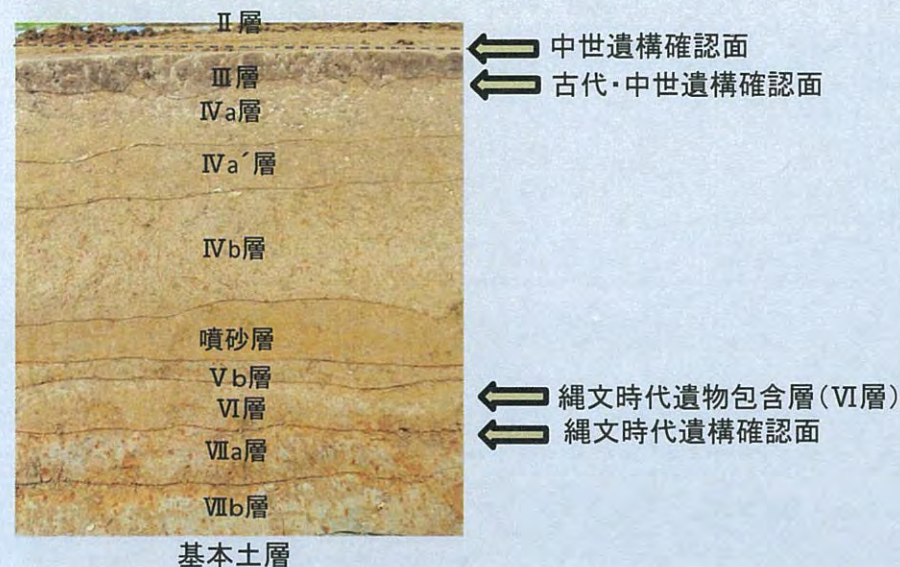 Ⅱ層
中世遺構確認面
Ⅲ層
古代・中世遺構確認面
Ⅳa層
Ⅳa´層
Ⅳb層
噴砂層
Ⅴb層
縄文時代遺物包含層(Ⅵ層)
Ⅵ層
縄文時代遺構確認面
Ⅶa層
Ⅶb層
基本土層